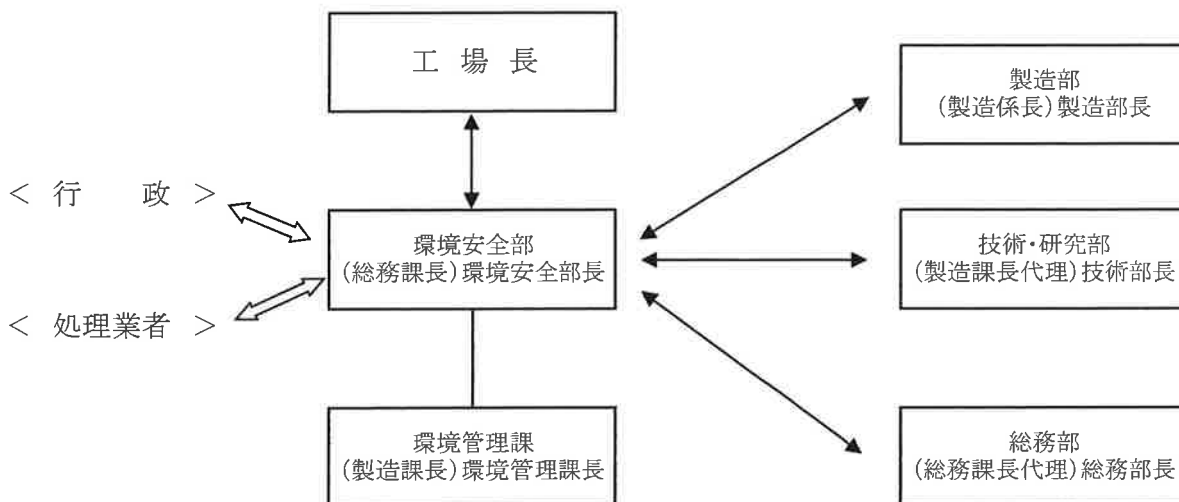 工 場 長
製造部
(製造係長)製造部長
< 行 政 >
環境安全部
(総務課長)環境安全部長
技術・研究部
(製造課長代理)技術部長
< 処理業者 >
環境管理課
(製造課長)環境管理課長
総務部
(総務課長代理)総務部長